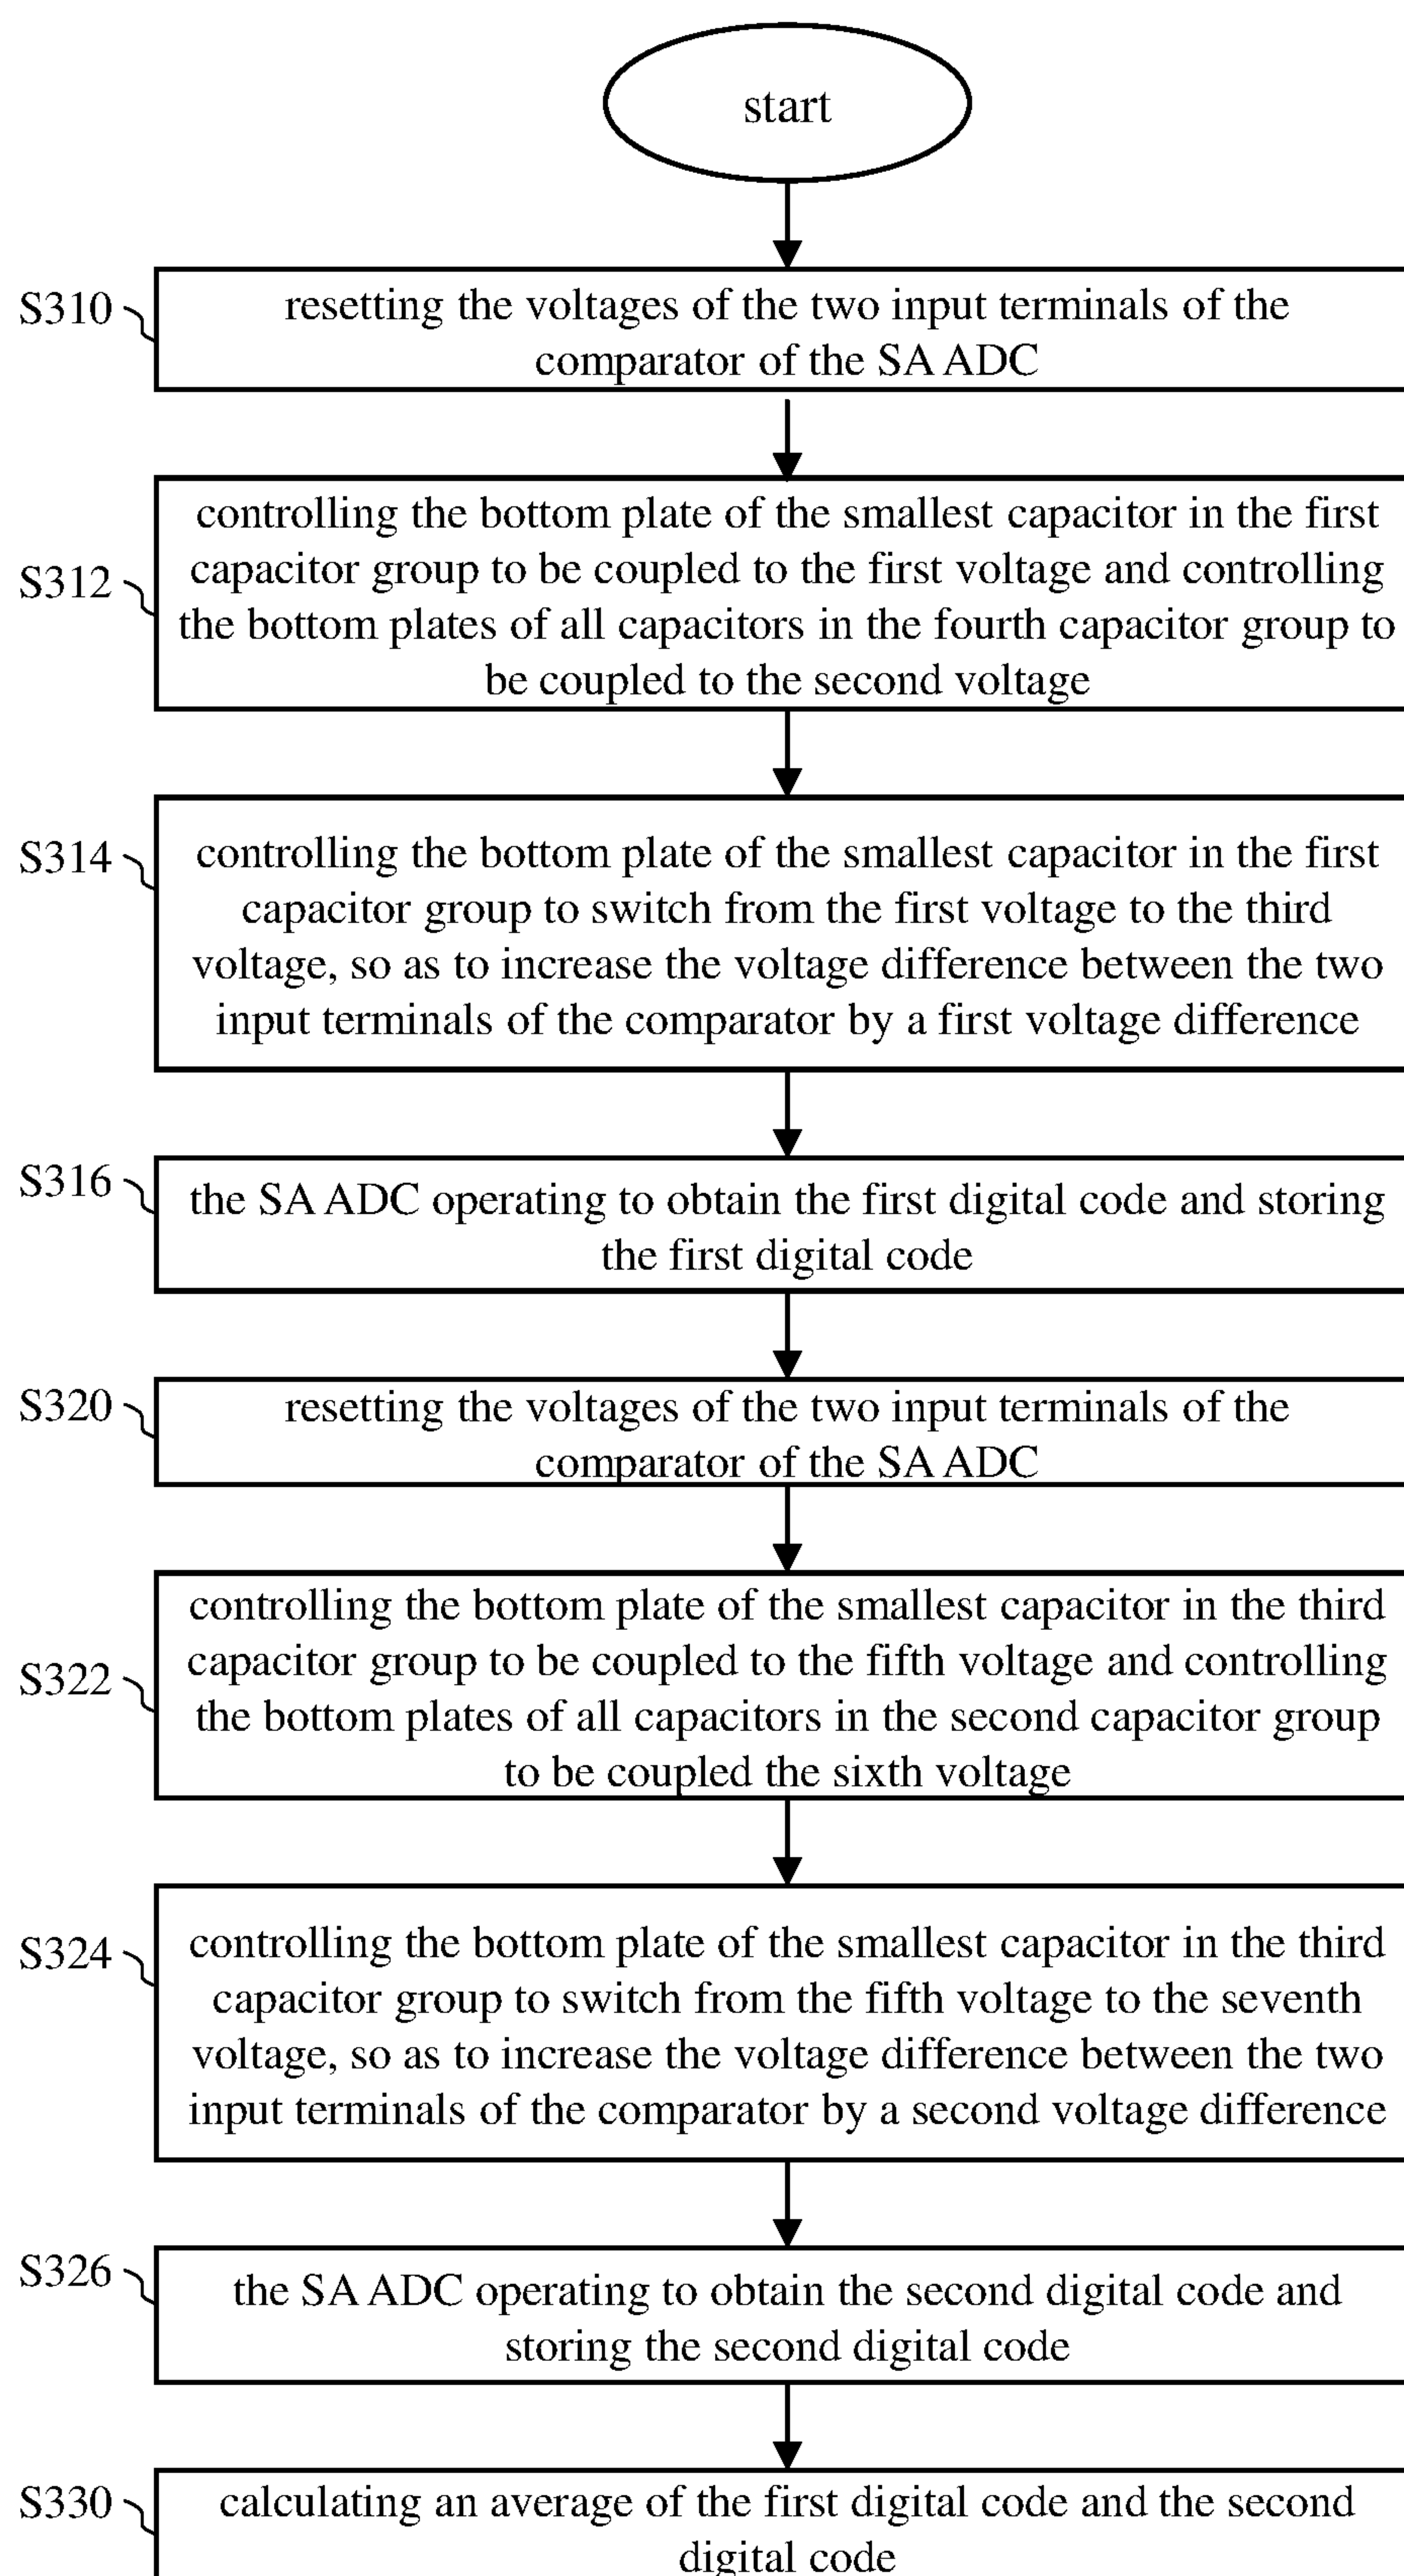 start
S310
resetting the voltages of the two input terminals of the
comparator of the SA ADC
S312
controlling the bottom plate of the smallest capacitor in the first
capacitor group to be coupled to the first voltage and controlling
the bottom plates of all capacitors in the fourth capacitor group to
be coupled to the second voltage
S314
controlling the bottom plate of the smallest capacitor in the first
capacitor group to switch from the first voltage to the third
voltage, so as to increase the voltage difference between the two
input terminals of the comparator by a first voltage difference
S316
the SA ADC operating to obtain the first digital code and storing
the first digital code
S320
resetting the voltages of the two input terminals of the
comparator of the SA ADC
S322
controlling the bottom plate of the smallest capacitor in the third
capacitor group to be coupled to the fifth voltage and controlling
the bottom plates of all capacitors in the second capacitor group
to be coupled the sixth voltage
S324
controlling the bottom plate of the smallest capacitor in the third
capacitor group to switch from the fifth voltage to the seventh
voltage, so as to increase the voltage difference between the two
input terminals of the comparator by a second voltage difference
S326
the SA ADC operating to obtain the second digital code and
storing the second digital code
S330
calculating an average of the first digital code and the second
digital code